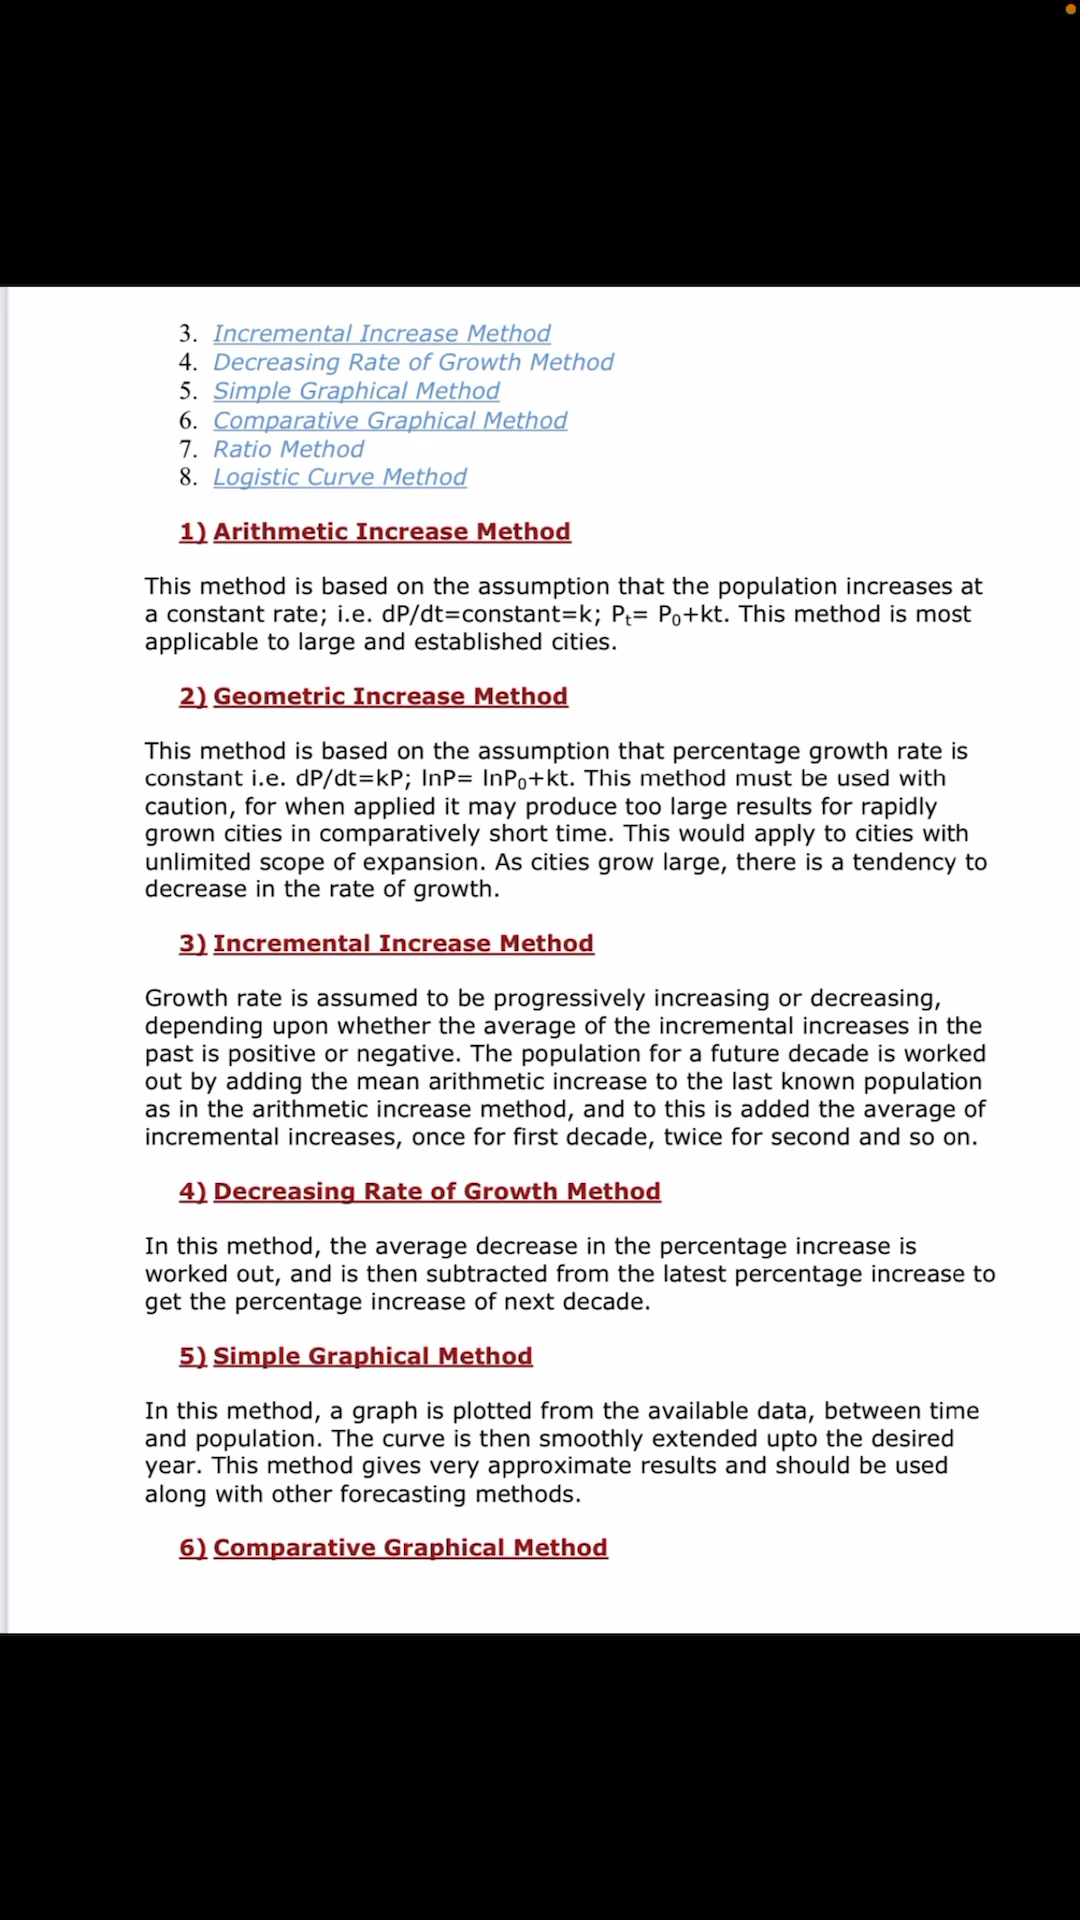 3. Incremental Increase Method
4. Decreasing Rate of Growth Method
5. Simple Graphical Method
6. Comparative Graphical Method
7. Ratio Method
8. Logistic Curve Method
1) Arithmetic Increase Method
This method is based on the assumption that the population increases at
a constant rate; i.e. dP/dt=constant=k; Pₜ= P₀+kt. This method is most
applicable to large and established cities.
2) Geometric Increase Method
This method is based on the assumption that percentage growth rate is
constant i.e. dP/dt=kP; lnP= lnP₀+kt. This method must be used with
caution, for when applied it may produce too large results for rapidly
grown cities in comparatively short time. This would apply to cities with
unlimited scope of expansion. As cities grow large, there is a tendency to
decrease in the rate of growth.
3) Incremental Increase Method
Growth rate is assumed to be progressively increasing or decreasing,
depending upon whether the average of the incremental increases in the
past is positive or negative. The population for a future decade is worked
out by adding the mean arithmetic increase to the last known population
as in the arithmetic increase method, and to this is added the average of
incremental increases, once for first decade, twice for second and so on.
4) Decreasing Rate of Growth Method
In this method, the average decrease in the percentage increase is
worked out, and is then subtracted from the latest percentage increase to
get the percentage increase of next decade.
5) Simple Graphical Method
In this method, a graph is plotted from the available data, between time
and population. The curve is then smoothly extended upto the desired
year. This method gives very approximate results and should be used
along with other forecasting methods.
6) Comparative Graphical Method